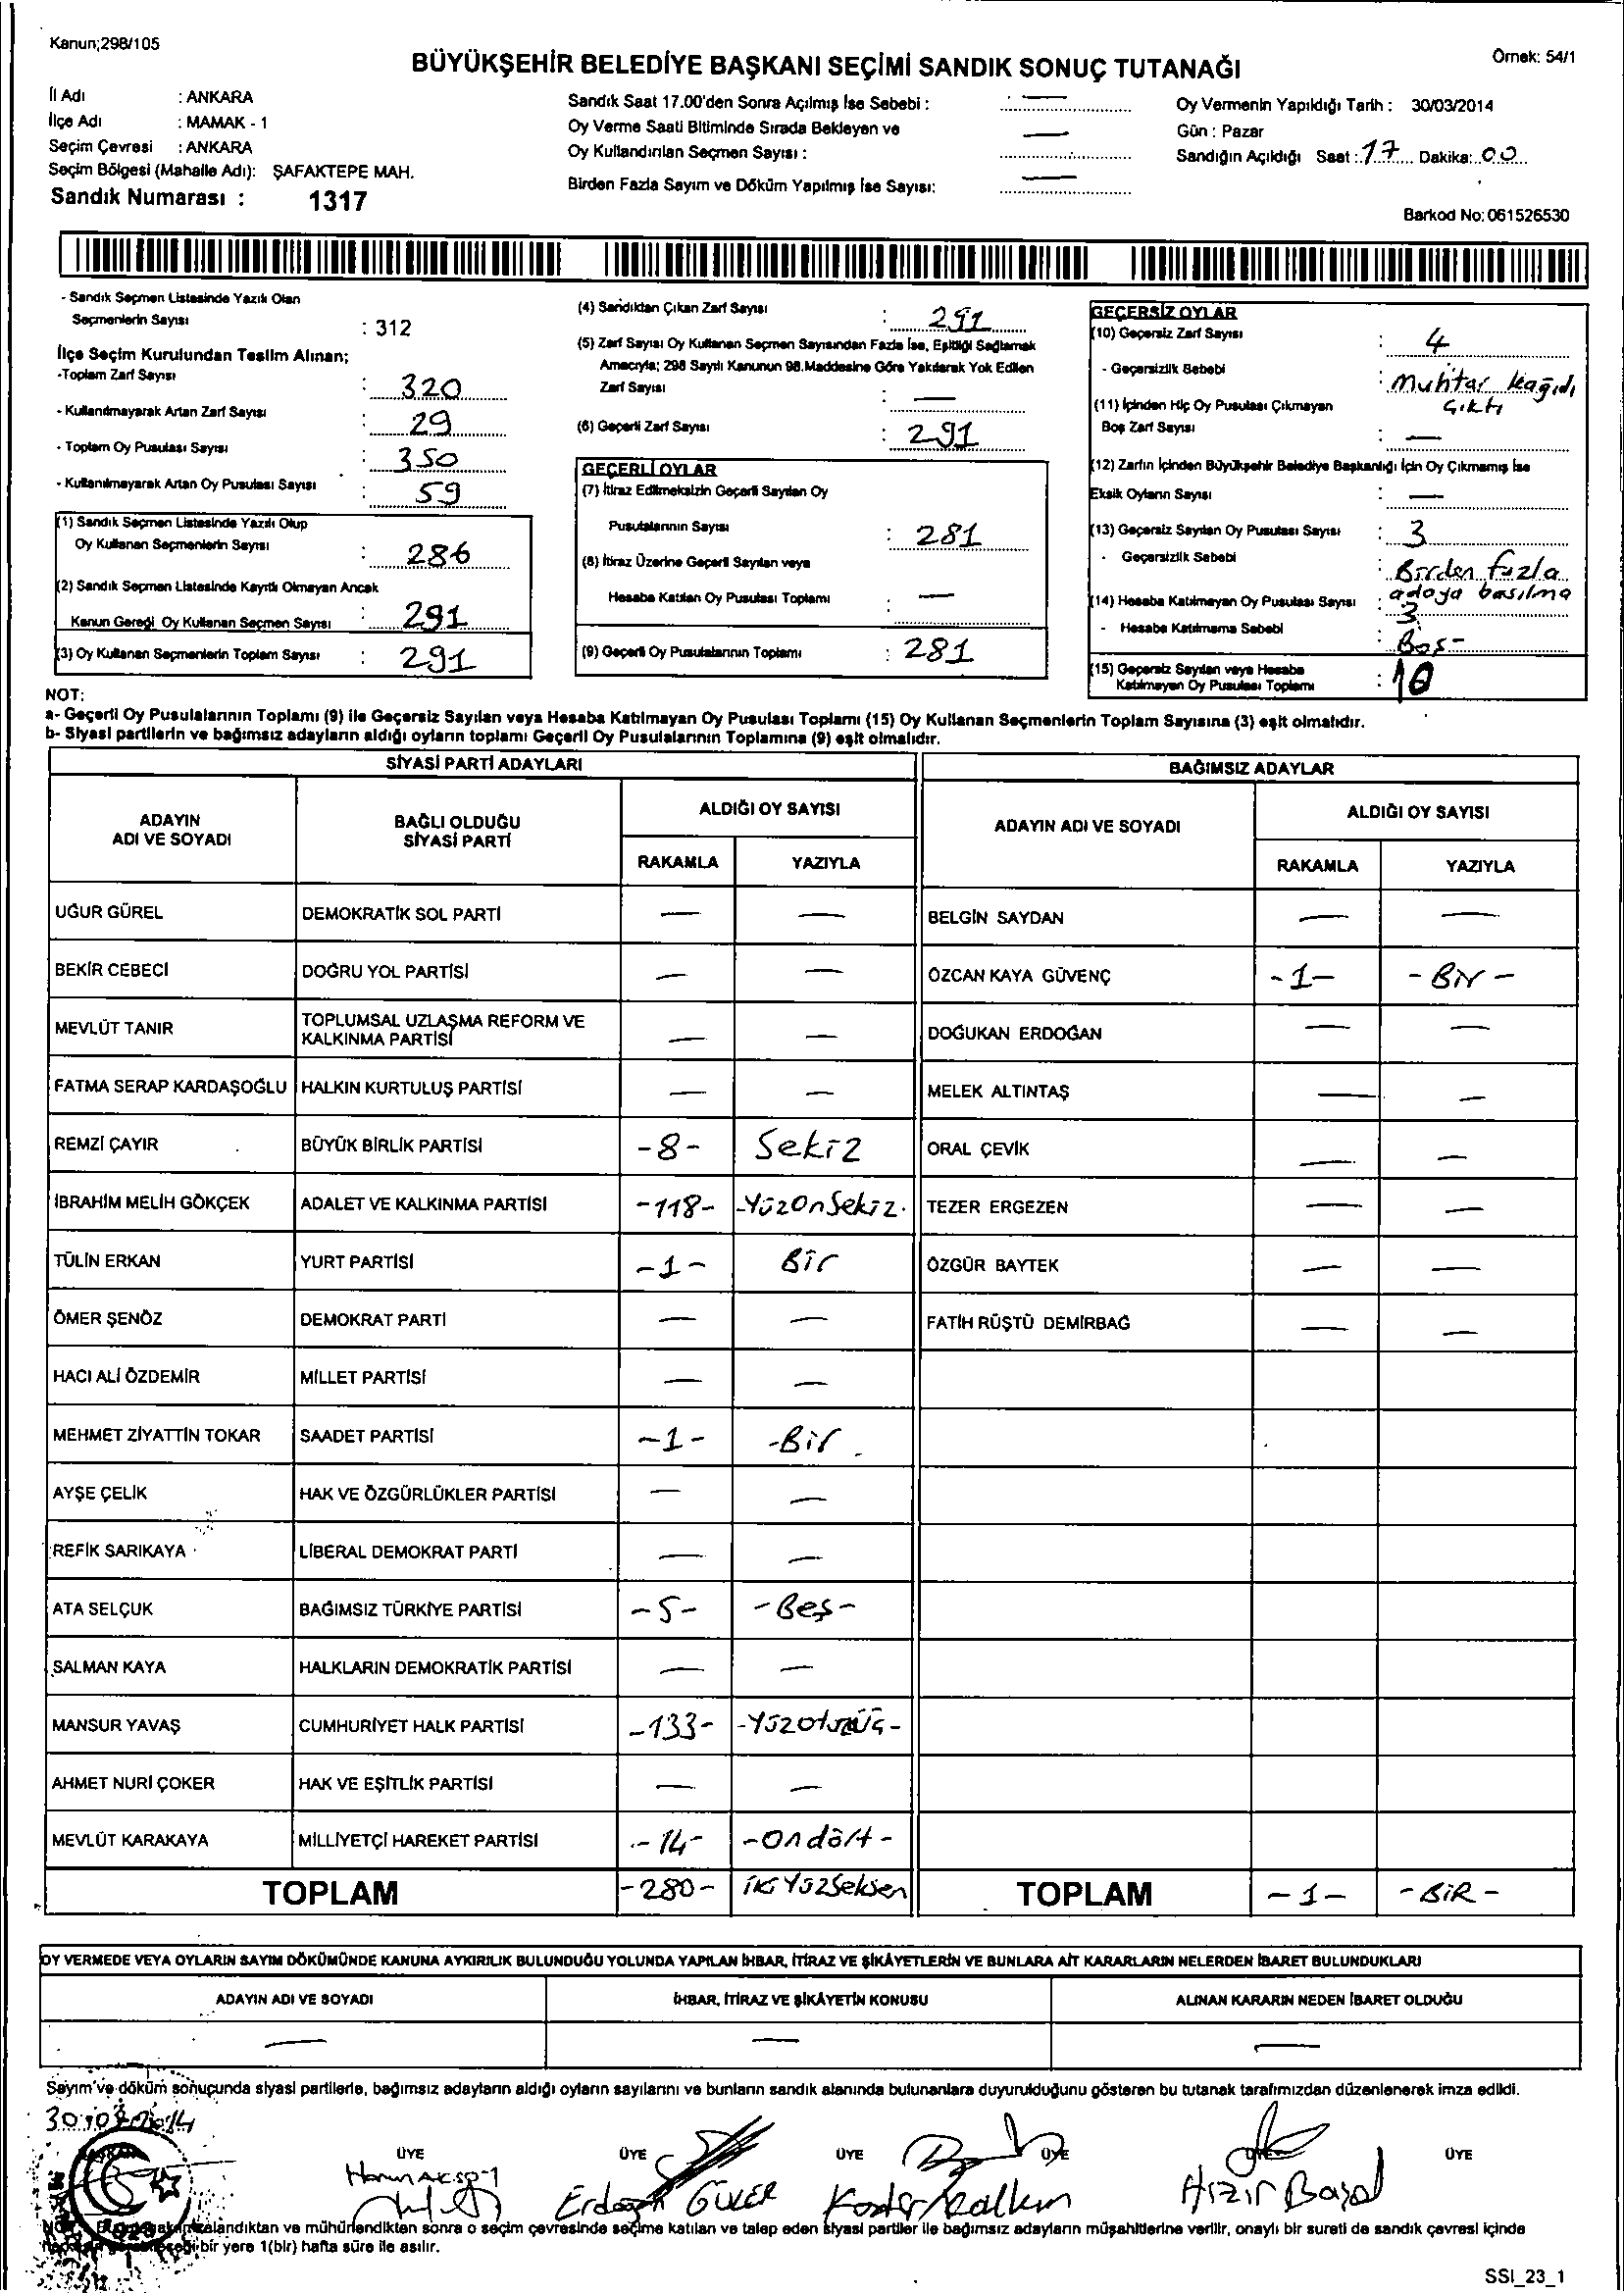 Kanun;298/105
BÜYÜKŞEHİR BELEDİYE BAŞKANI SEÇİMİ SANDIK SONUÇ TUTANAĞI
Örnek: 54/1
İl Adı : ANKARA
İlçe Adı : MAMAK - 1
Seçim Çevresi : ANKARA
Seçim Bölgesi (Mahalle Adı): ŞAFAKTEPE MAH.
Sandık Numarası : 1317
Sandık Saat 17.00'den Sonra Açılmış İse Sebebi : —
Oy Verme Saati Bitiminde Sırada Bekleyen ve
Oy Kullandırılan Seçmen Sayısı : —
Birden Fazla Sayım ve Döküm Yapılmış İse Sayısı: —
Oy Vermenin Yapıldığı Tarih : 30/03/2014
Gün : Pazar
Sandığın Açıldığı Saat : 17 Dakika: 00
Barkod No: 061526530
- Sandık Seçmen Listesinde Yazılı Olan
Seçmenlerin Sayısı : 312
İlçe Seçim Kurulundan Teslim Alınan;
-Toplam Zarf Sayısı : 320
- Kullanılmayarak Artan Zarf Sayısı : 29
- Toplam Oy Pusulası Sayısı : 350
- Kullanılmayarak Artan Oy Pusulası Sayısı : 59
(1) Sandık Seçmen Listesinde Yazılı Olup
Oy Kullanan Seçmenlerin Sayısı : 286
(2) Sandık Seçmen Listesinde Kayıtlı Olmayan Ancak
Kanun Gereği Oy Kullanan Seçmen Sayısı : 291
(3) Oy Kullanan Seçmenlerin Toplam Sayısı : 291
(4) Sandıktan Çıkan Zarf Sayısı : 291
(5) Zarf Sayısı Oy Kullanan Seçmen Sayısından Fazla İse, Eşitliği Sağlamak
Amacıyla; 298 Sayılı Kanunun 98.Maddesine Göre Yakılarak Yok Edilen
Zarf Sayısı : —
(6) Geçerli Zarf Sayısı : 291
GEÇERLİ OYLAR
(7) İtiraz Edilmeksizin Geçerli Sayılan Oy
Pusulalarının Sayısı : 281
(8) İtiraz Üzerine Geçerli Sayılan veya
Hesaba Katılan Oy Pusulası Toplamı : —
(9) Geçerli Oy Pusulalarının Toplamı : 281
GEÇERSİZ OYLAR
(10) Geçersiz Zarf Sayısı : 4
- Geçersizlik Sebebi : Muhtar kağıdı
çıktı
(11) İçinden Hiç Oy Pusulası Çıkmayan
Boş Zarf Sayısı : —
(12) Zarfın İçinden Büyükşehir Belediye Başkanlığı İçin Oy Çıkmamış İse
Eksik Oyların Sayısı : —
(13) Geçersiz Sayılan Oy Pusulası Sayısı : 3
- Geçersizlik Sebebi : Birden fazla
adaya basılma
(14) Hesaba Katılmayan Oy Pusulası Sayısı : 3
- Hesaba Katılmama Sebebi : Boş-
(15) Geçersiz Sayılan veya Hesaba
Katılmayan Oy Pusulası Toplamı : 10
NOT:
a- Geçerli Oy Pusulalarının Toplamı (9) ile Geçersiz Sayılan veya Hesaba Katılmayan Oy Pusulası Toplamı (15) Oy Kullanan Seçmenlerin Toplam Sayısına (3) eşit olmalıdır.
b- Siyasi partilerin ve bağımsız adayların aldığı oyların toplamı Geçerli Oy Pusulalarının Toplamına (9) eşit olmalıdır.
SİYASİ PARTİ ADAYLARI
ADAYIN ADI VE SOYADI BAĞLI OLDUĞU SİYASİ PARTİ ALDIĞI OY SAYISI
RAKAMLA YAZIYLA
UĞUR GÜREL DEMOKRATİK SOL PARTİ — —
BEKİR CEBECİ DOĞRU YOL PARTİSİ — —
MEVLÜT TANIR TOPLUMSAL UZLAŞMA REFORM VE KALKINMA PARTİSİ — —
FATMA SERAP KARDAŞOĞLU HALKIN KURTULUŞ PARTİSİ — —
REMZİ ÇAYIR BÜYÜK BİRLİK PARTİSİ -8- Sekiz
İBRAHİM MELİH GÖKÇEK ADALET VE KALKINMA PARTİSİ -118- -Yüzonsekiz.
TÜLİN ERKAN YURT PARTİSİ -1- Bir
ÖMER ŞENÖZ DEMOKRAT PARTİ — —
HACI ALİ ÖZDEMİR MİLLET PARTİSİ — —
MEHMET ZİYATTİN TOKAR SAADET PARTİSİ -1- -Bir
AYŞE ÇELİK HAK VE ÖZGÜRLÜKLER PARTİSİ — —
REFİK SARIKAYA LİBERAL DEMOKRAT PARTİ — —
ATA SELÇUK BAĞIMSIZ TÜRKİYE PARTİSİ -5- -Beş-
SALMAN KAYA HALKLARIN DEMOKRATİK PARTİSİ — —
MANSUR YAVAŞ CUMHURİYET HALK PARTİSİ -133- -Yüzotuzüç-
AHMET NURİ ÇOKER HAK VE EŞİTLİK PARTİSİ — —
MEVLÜT KARAKAYA MİLLİYETÇİ HAREKET PARTİSİ -14- -Ondört-
TOPLAM -280- ikiYüzSeksen
BAĞIMSIZ ADAYLAR
ADAYIN ADI VE SOYADI ALDIĞI OY SAYISI
RAKAMLA YAZIYLA
BELGİN SAYDAN — —
ÖZCAN KAYA GÜVENÇ -1- -Bir-
DOĞUKAN ERDOĞAN — —
MELEK ALTINTAŞ — —
ORAL ÇEVİK — —
TEZER ERGEZEN — —
ÖZGÜR BAYTEK — —
FATİH RÜŞTÜ DEMİRBAĞ — —
TOPLAM -1- -BİR-
OY VERMEDE VEYA OYLARIN SAYIM DÖKÜMÜNDE KANUNA AYKIRILIK BULUNDUĞU YOLUNDA YAPILAN İHBAR, İTİRAZ VE ŞİKÂYETLERİN VE BUNLARA AİT KARARLARIN NELERDEN İBARET BULUNDUKLARI
ADAYIN ADI VE SOYADI İHBAR, İTİRAZ VE ŞİKÂYETİN KONUSU ALINAN KARARIN NEDEN İBARET OLDUĞU
— — —
Sayım ve döküm sonuçunda siyasi partilerle, bağımsız adayların aldığı oyların sayılarını ve bunların sandık alanında bulunanlara duyurulduğunu gösteren bu tutanak tarafımızdan düzenlenerek imza edildi.
30.03.2014
ÜYE ÜYE ÜYE ÜYE ÜYE
Erdoğan GÜLER Hızır
kalandıktan ve mühürlendikten sonra o seçim çevresinde seçime katılan ve talep eden siyasi partiler ile bağımsız adayların müşahitlerine verilir, onaylı bir sureti de sandık çevresi içinde
bir yere 1(bir) hafta süre ile asılır.
SSI_23_1